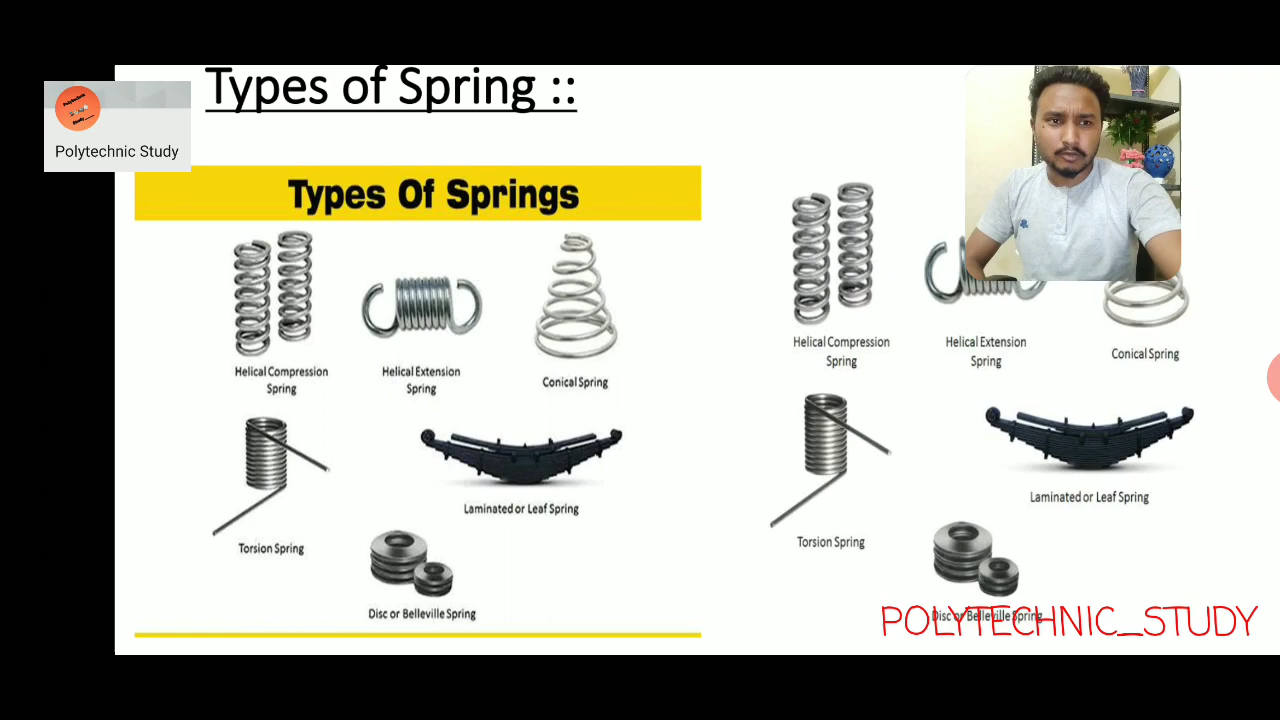 Types of Spring ::
Polytechnic
Study
Polytechnic Study
Types Of Springs
Helical Compression
Spring
Helical Extension
Spring
Conical Spring
Torsion Spring
Laminated or Leaf Spring
Disc or Belleville Spring
Helical Compression
Spring
Helical Extension
Spring
Conical Spring
Torsion Spring
Laminated or Leaf Spring
Disc or Belleville Spring
POLYTECHNIC_STUDY